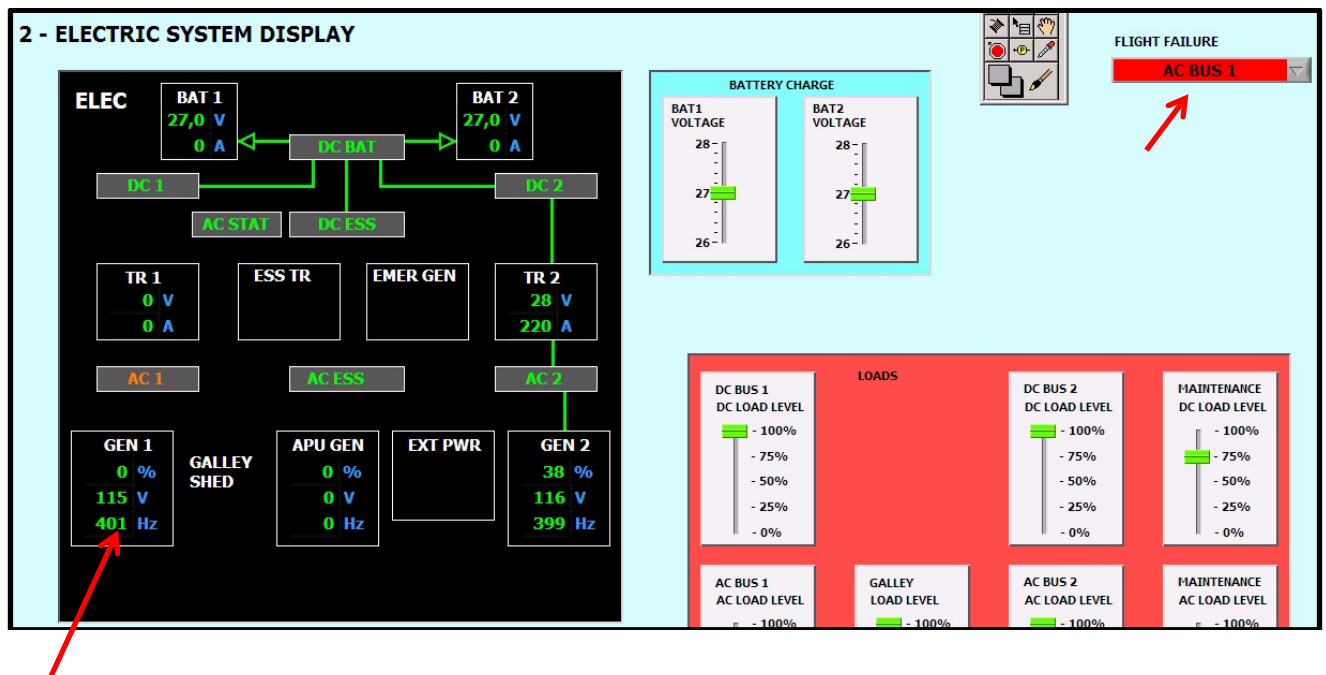 2 - ELECTRIC SYSTEM DISPLAY
FLIGHT FAILURE
AC BUS 1
ELEC
BAT 1
27,0 V
0 A
BAT 2
27,0 V
0 A
DC BAT
DC 1
DC 2
AC STAT
DC ESS
TR 1
0 V
0 A
ESS TR
EMER GEN
TR 2
28 V
220 A
AC 1
AC ESS
AC 2
GEN 1
0 %
115 V
401 Hz
GALLEY
SHED
APU GEN
0 %
0 V
0 Hz
EXT PWR
GEN 2
38 %
116 V
399 Hz
BATTERY CHARGE
BAT1
VOLTAGE
28-
27
26-
BAT2
VOLTAGE
28-
27
26-
P
LOADS
DC BUS 1
DC LOAD LEVEL
- 100%
- 75%
- 50%
- 25%
- 0%
DC BUS 2
DC LOAD LEVEL
- 100%
- 75%
- 50%
- 25%
- 0%
MAINTENANCE
DC LOAD LEVEL
- 100%
- 75%
- 50%
- 25%
- 0%
AC BUS 1
AC LOAD LEVEL
- 100%
GALLEY
LOAD LEVEL
- 100%
AC BUS 2
AC LOAD LEVEL
- 100%
MAINTENANCE
AC LOAD LEVEL
- 100%